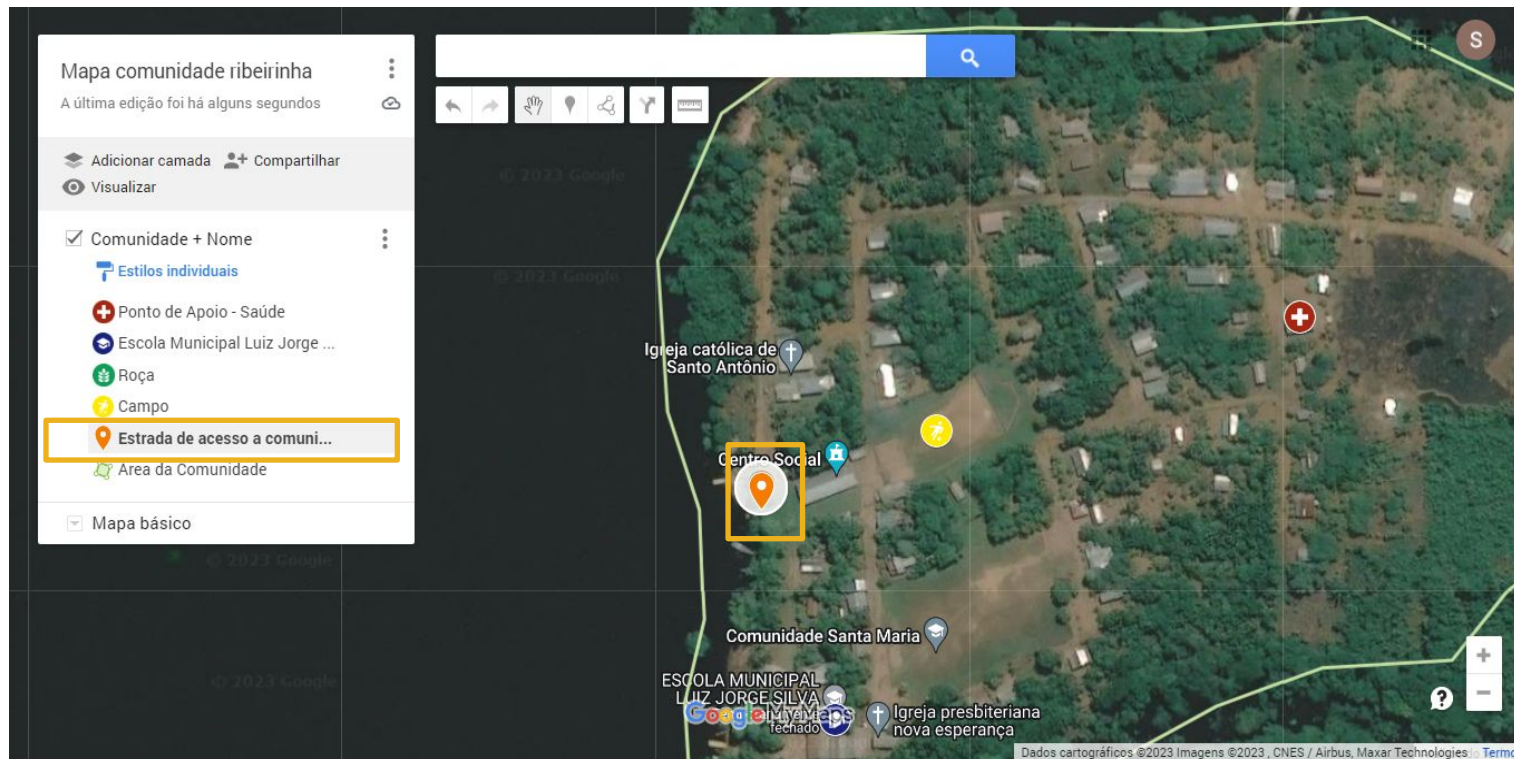 Mapa comunidade ribeirinha
A última edição foi há alguns segundos
Adicionar camada Compartilhar
Visualizar
Comunidade + Nome
Estilos individuais
Ponto de Apoio - Saúde
Escola Municipal Luiz Jorge ...
Roça
Campo
Estrada de acesso a comuni...
Área da Comunidade
Mapa básico
S
© 2023 Google
© 2023 Google
© 2023 Google
© 2023 Google
Igreja católica de
Santo Antônio
Centro Social
Comunidade Santa Maria
ESCOLA MUNICIPAL
LUIZ JORGE SILVA
Google My Maps
fechado
Igreja presbiteriana
nova esperança
Dados cartográficos ©2023 Imagens ©2023 , CNES / Airbus, Maxar Technologies